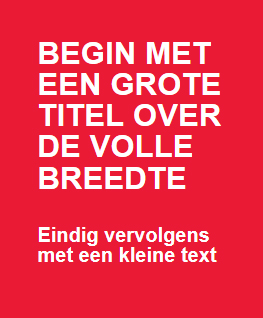 BEGIN MET
EEN GROTE
TITEL OVER
DE VOLLE
BREEDTE
Eindig vervolgens
met een kleine text